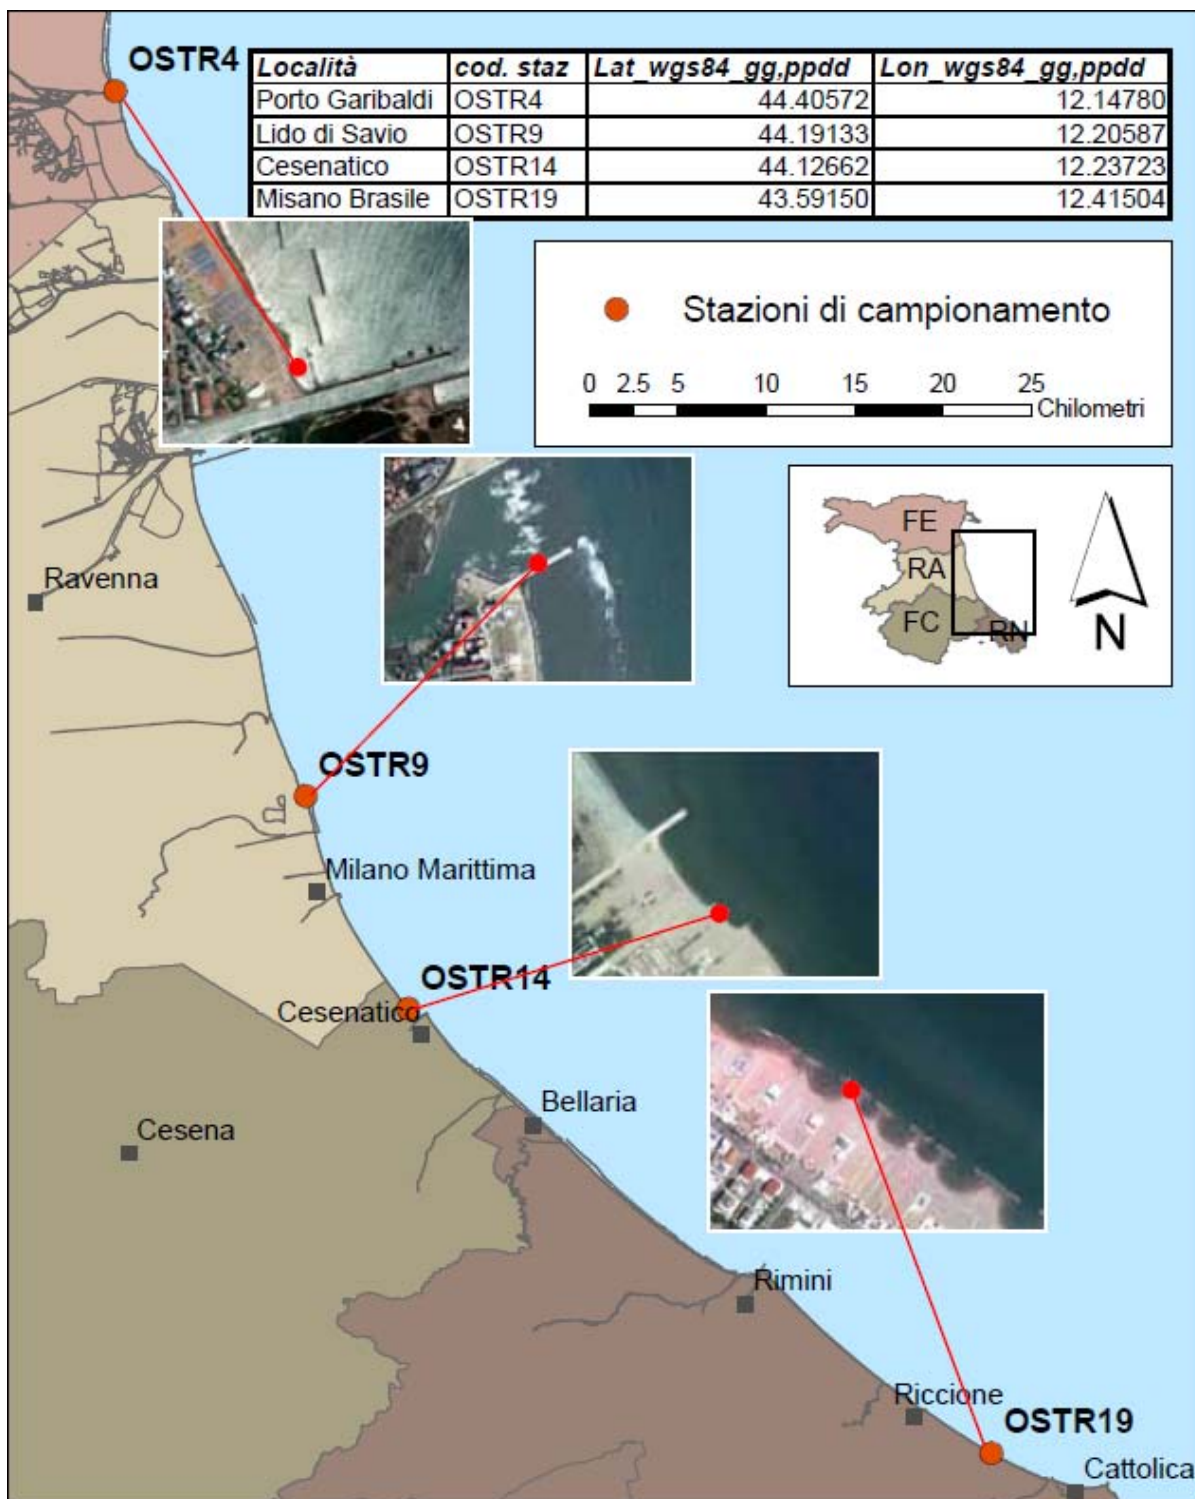 OSTR4
Località cod. staz Lat_wgs84_gg,ppdd Lon_wgs84_gg,ppdd
Porto Garibaldi OSTR4 44.40572 12.14780
Lido di Savio OSTR9 44.19133 12.20587
Cesenatico OSTR14 44.12662 12.23723
Misano Brasile OSTR19 43.59150 12.41504
Stazioni di campionamento
0 2.5 5 10 15 20 25
Chilometri
FE
RA
FC
RN
N
Ravenna
OSTR9
Milano Marittima
OSTR14
Cesenatico
Bellaria
Cesena
Rimini
Riccione
OSTR19
Cattolica